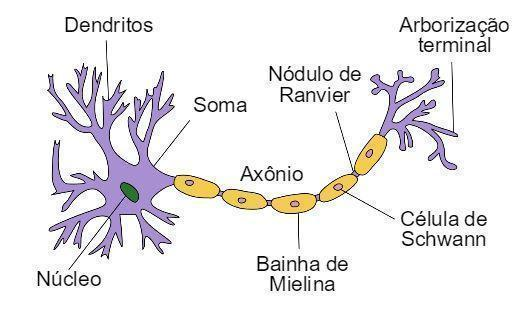 Dendritos
Arborização
terminal
Nódulo de
Ranvier
Soma
Axônio
Célula de
Schwann
Bainha de
Mielina
Núcleo